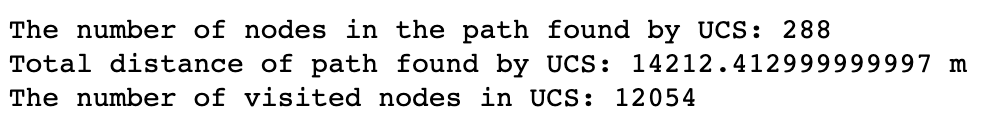 The number of nodes in the path found by UCS: 288
Total distance of path found by UCS: 14212.412999999997 m
The number of visited nodes in UCS: 12054